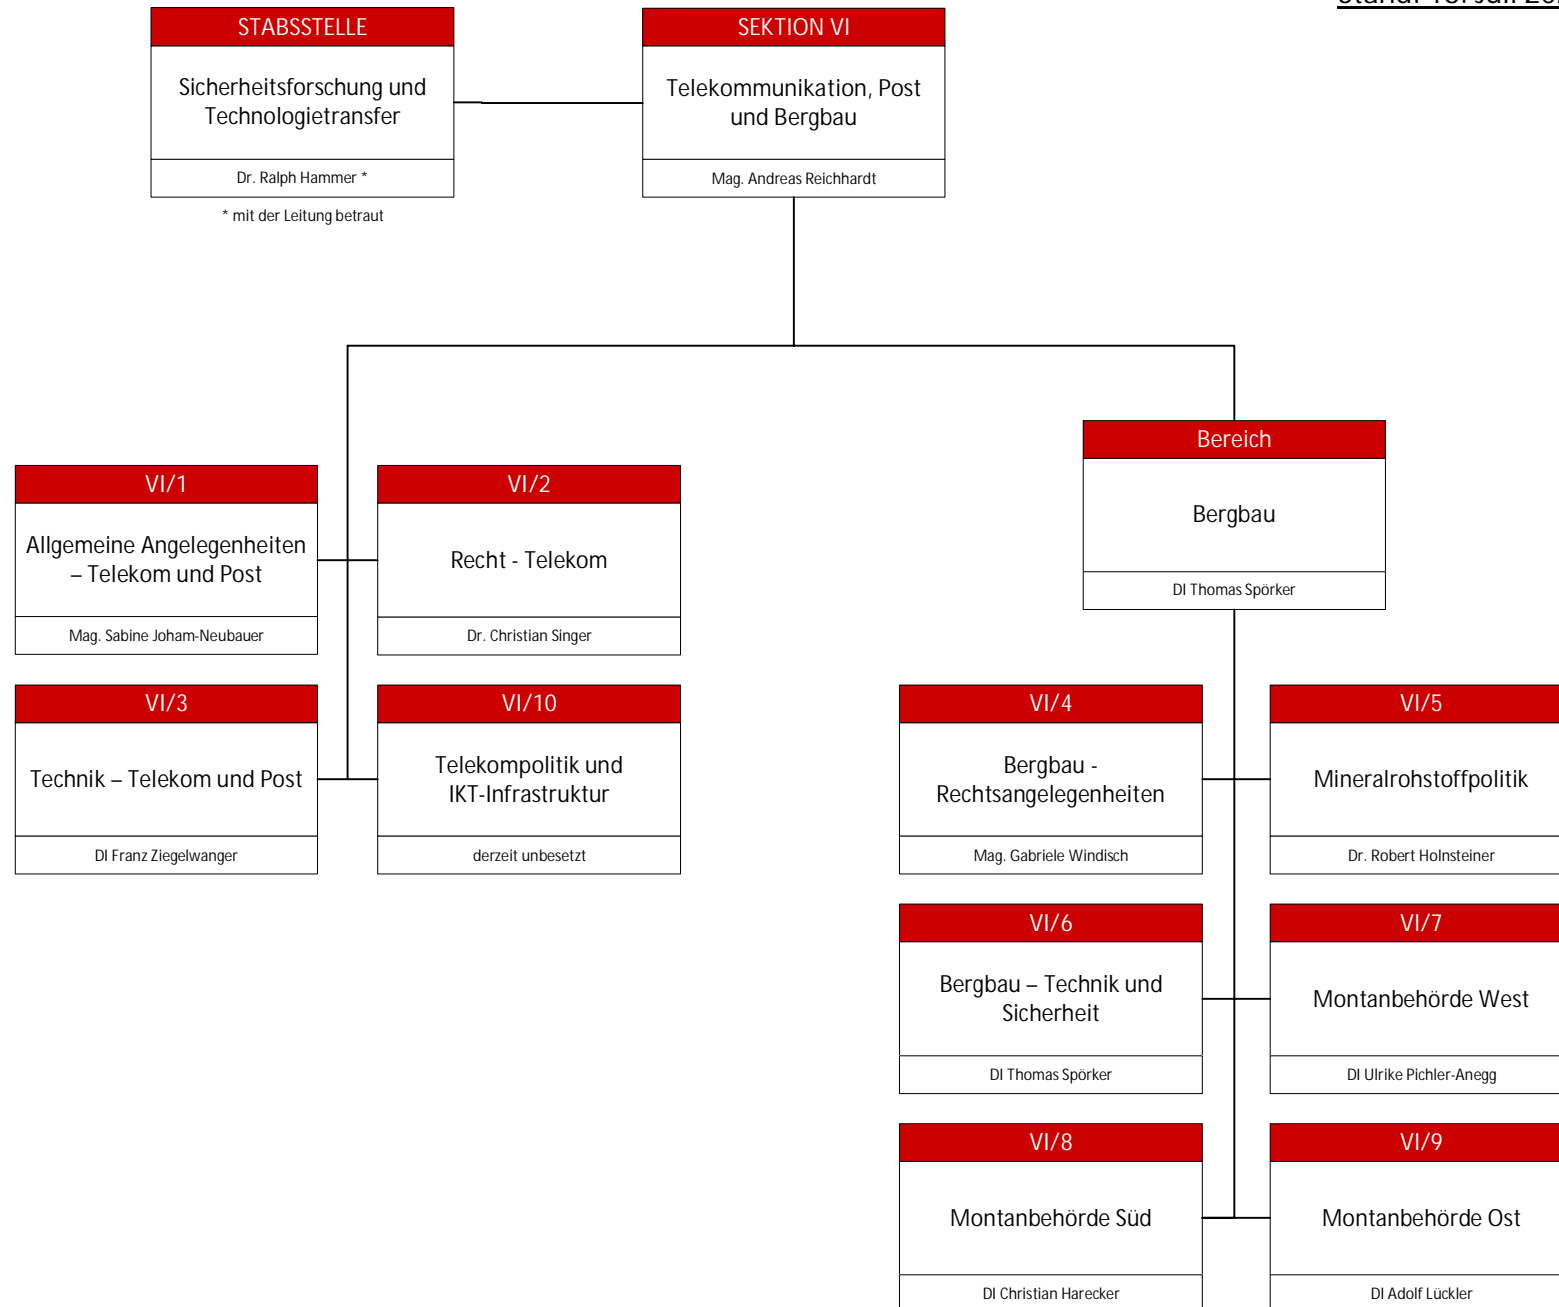 STABSSTELLE
Sicherheitsforschung und
Technologietransfer
Dr. Ralph Hammer *
* mit der Leitung betraut
SEKTION VI
Telekommunikation, Post
und Bergbau
Mag. Andreas Reichhardt
VI/1
Allgemeine Angelegenheiten
– Telekom und Post
Mag. Sabine Joham-Neubauer
VI/2
Recht - Telekom
Dr. Christian Singer
VI/3
Technik – Telekom und Post
DI Franz Ziegelwanger
VI/10
Telekompolitik und
IKT-Infrastruktur
derzeit unbesetzt
Bereich
Bergbau
DI Thomas Spörker
VI/4
Bergbau -
Rechtsangelegenheiten
Mag. Gabriele Windisch
VI/5
Mineralrohstoffpolitik
Dr. Robert Holnsteiner
VI/6
Bergbau – Technik und
Sicherheit
DI Thomas Spörker
VI/7
Montanbehörde West
DI Ulrike Pichler-Anegg
VI/8
Montanbehörde Süd
DI Christian Harecker
VI/9
Montanbehörde Ost
DI Adolf Lückler